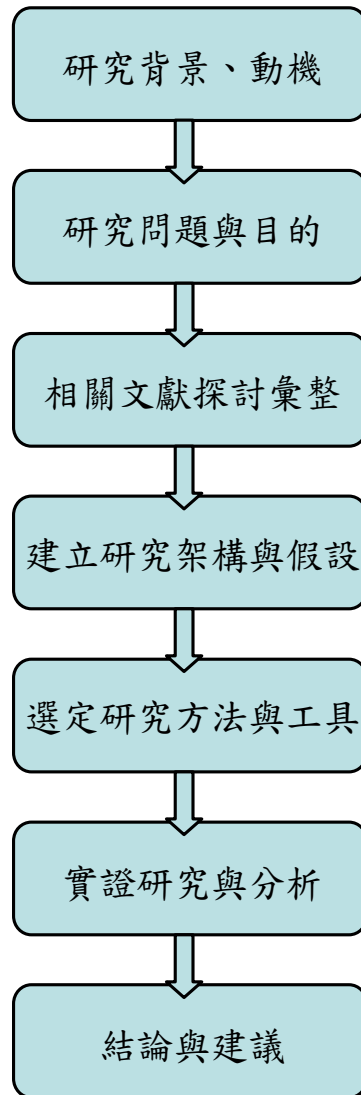 研究背景、動機
研究問題與目的
相關文獻探討彙整
建立研究架構與假設
選定研究方法與工具
實證研究與分析
結論與建議